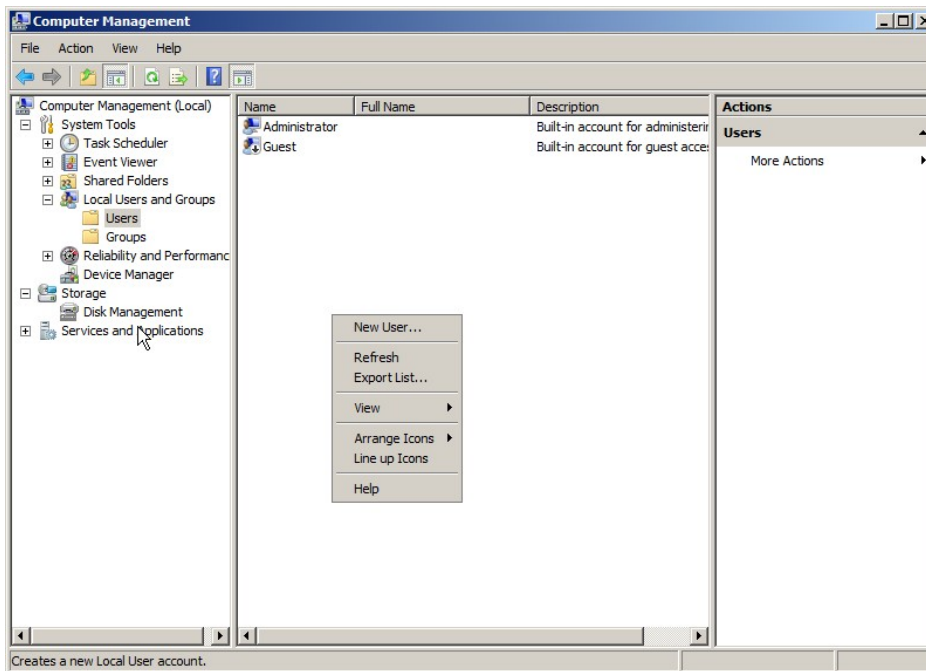 Computer Management
File Action View Help
Computer Management (Local)
System Tools
Task Scheduler
Event Viewer
Shared Folders
Local Users and Groups
Users
Groups
Reliability and Performanc
Device Manager
Storage
Disk Management
Services and Applications
Name Full Name Description
Administrator Built-in account for administerin
Guest Built-in account for guest acces
New User...
Refresh
Export List...
View
Arrange Icons
Line up Icons
Help
Actions
Users
More Actions
Creates a new Local User account.